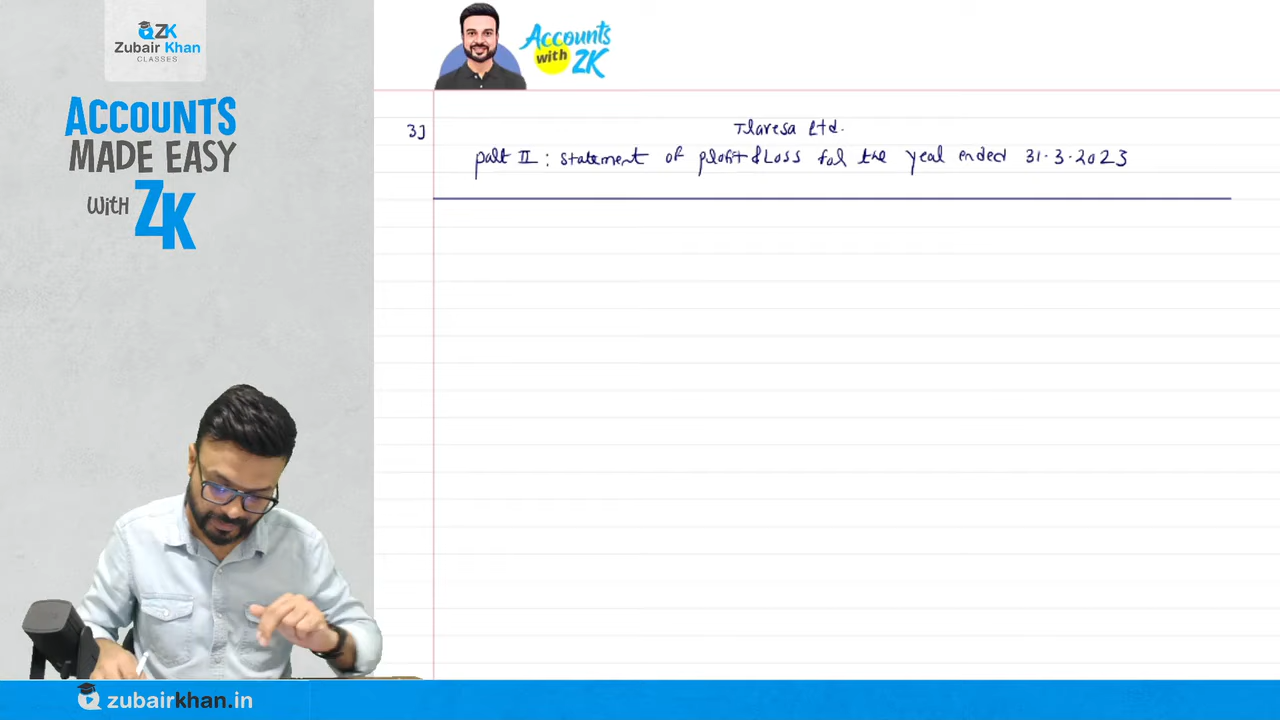 ZK
Zubair Khan
CLASSES
ACCOUNTS
MADE EASY
WITH ZK
Accounts
with
ZK
3]
Ltd.
Part II : Statement of Profit & Loss for the year ended 31.3.2023
zubairkhan.in